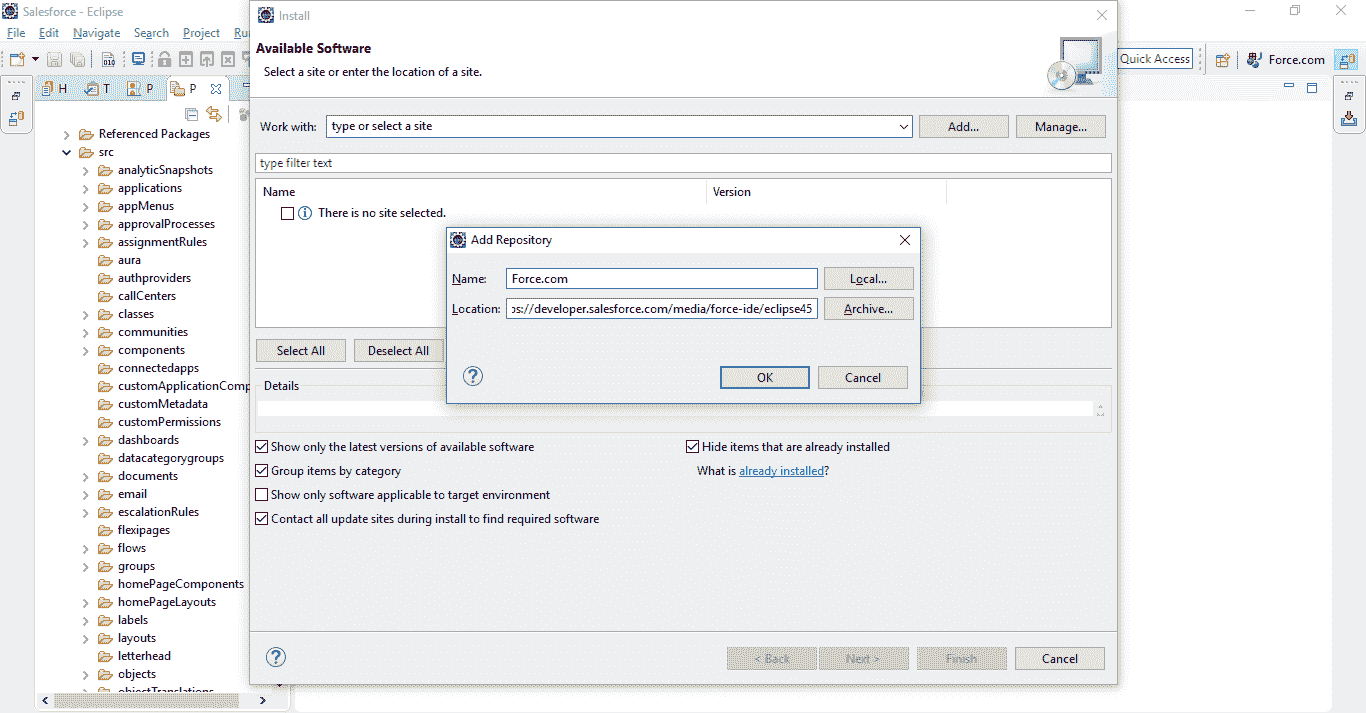 Salesforce - Eclipse
File Edit Navigate Search Project Ru
Quick Access
Force.com
H T P P
Referenced Packages
src
analyticSnapshots
applications
appMenus
approvalProcesses
assignmentRules
aura
authproviders
callCenters
classes
communities
components
connectedapps
customApplicationComp
customMetadata
customPermissions
dashboards
datacategorygroups
documents
email
escalationRules
flexipages
flows
groups
homePageComponents
homePageLayouts
labels
layouts
letterhead
objects
objectTranslations
Install
Available Software
Select a site or enter the location of a site.
Work with: type or select a site Add... Manage...
type filter text
Name Version
There is no site selected.
Add Repository
Name: Force.com Local...
Location: os://developer.salesforce.com/media/force-ide/eclipse45 Archive...
OK Cancel
Select All Deselect All
Details
Show only the latest versions of available software Hide items that are already installed
Group items by category What is already installed?
Show only software applicable to target environment
Contact all update sites during install to find required software
< Back Next > Finish Cancel